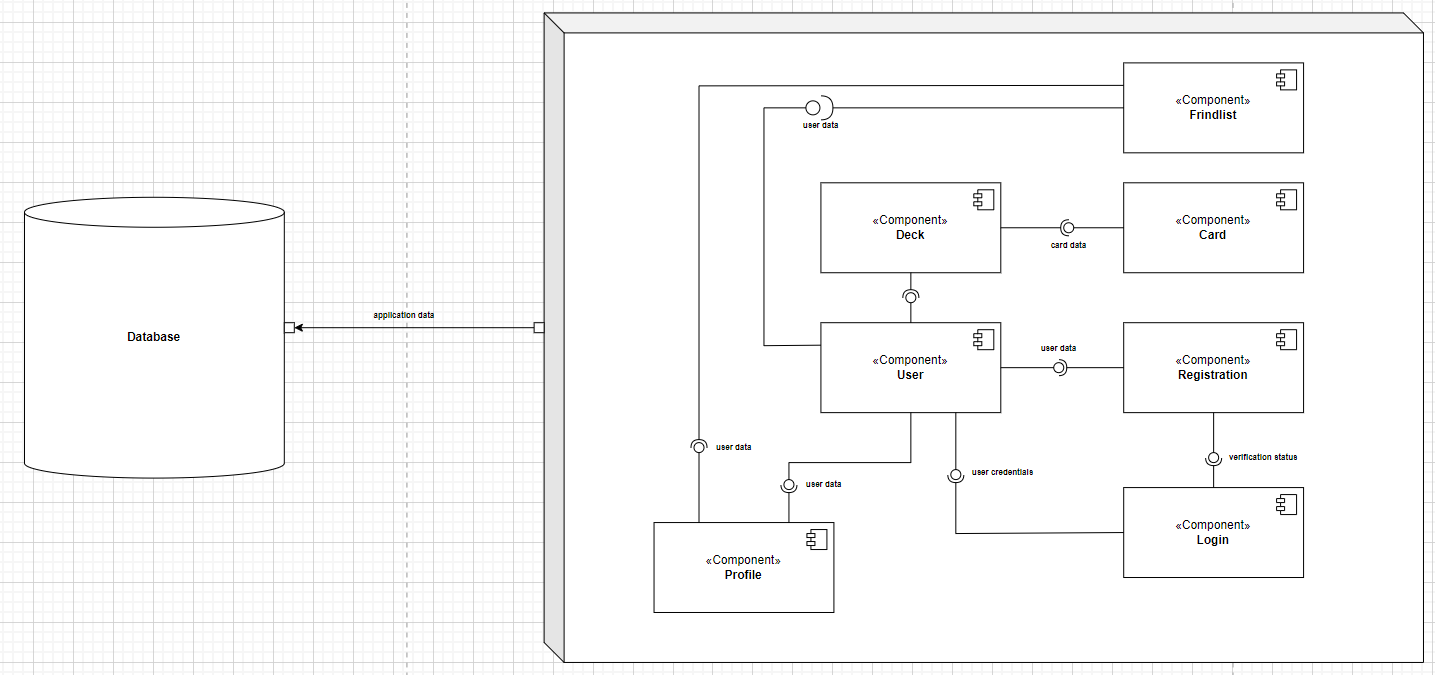 «Component»
Frindlist
user data
«Component»
Deck
card data
«Component»
Card
application data
Database
«Component»
User
user data
«Component»
Registration
user data
user data
user credentials
verification status
«Component»
Login
«Component»
Profile